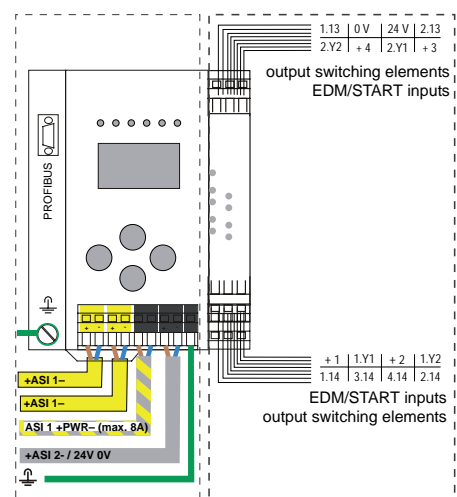 1.13 0 V 24 V 2.13
2.Y2 + 4 2.Y1 + 3
output switching elements
EDM/START inputs
PROFIBUS
+ - + -
+ 1 1.Y1 + 2 1.Y2
1.14 3.14 4.14 2.14
EDM/START inputs
output switching elements
+ASI 1–
+ASI 1–
ASI 1 +PWR– (max. 8A)
+ASI 2- / 24V 0V